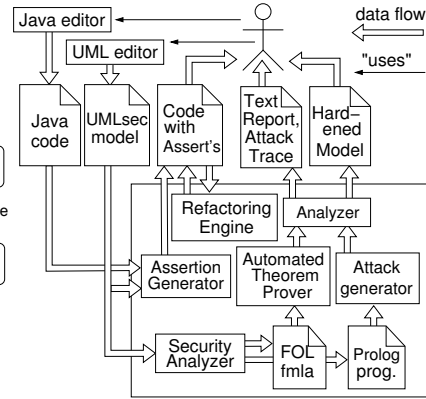 Java editor
data flow
UML editor
"uses"
Java
code
UMLsec
model
Code
with
Assert's
Text
Report,
Attack
Trace
Hard–
ened
Model
e
Refactoring
Engine
Analyzer
Assertion
Generator
Automated
Theorem
Prover
Attack
generator
Security
Analyzer
FOL
fmla
Prolog
prog.